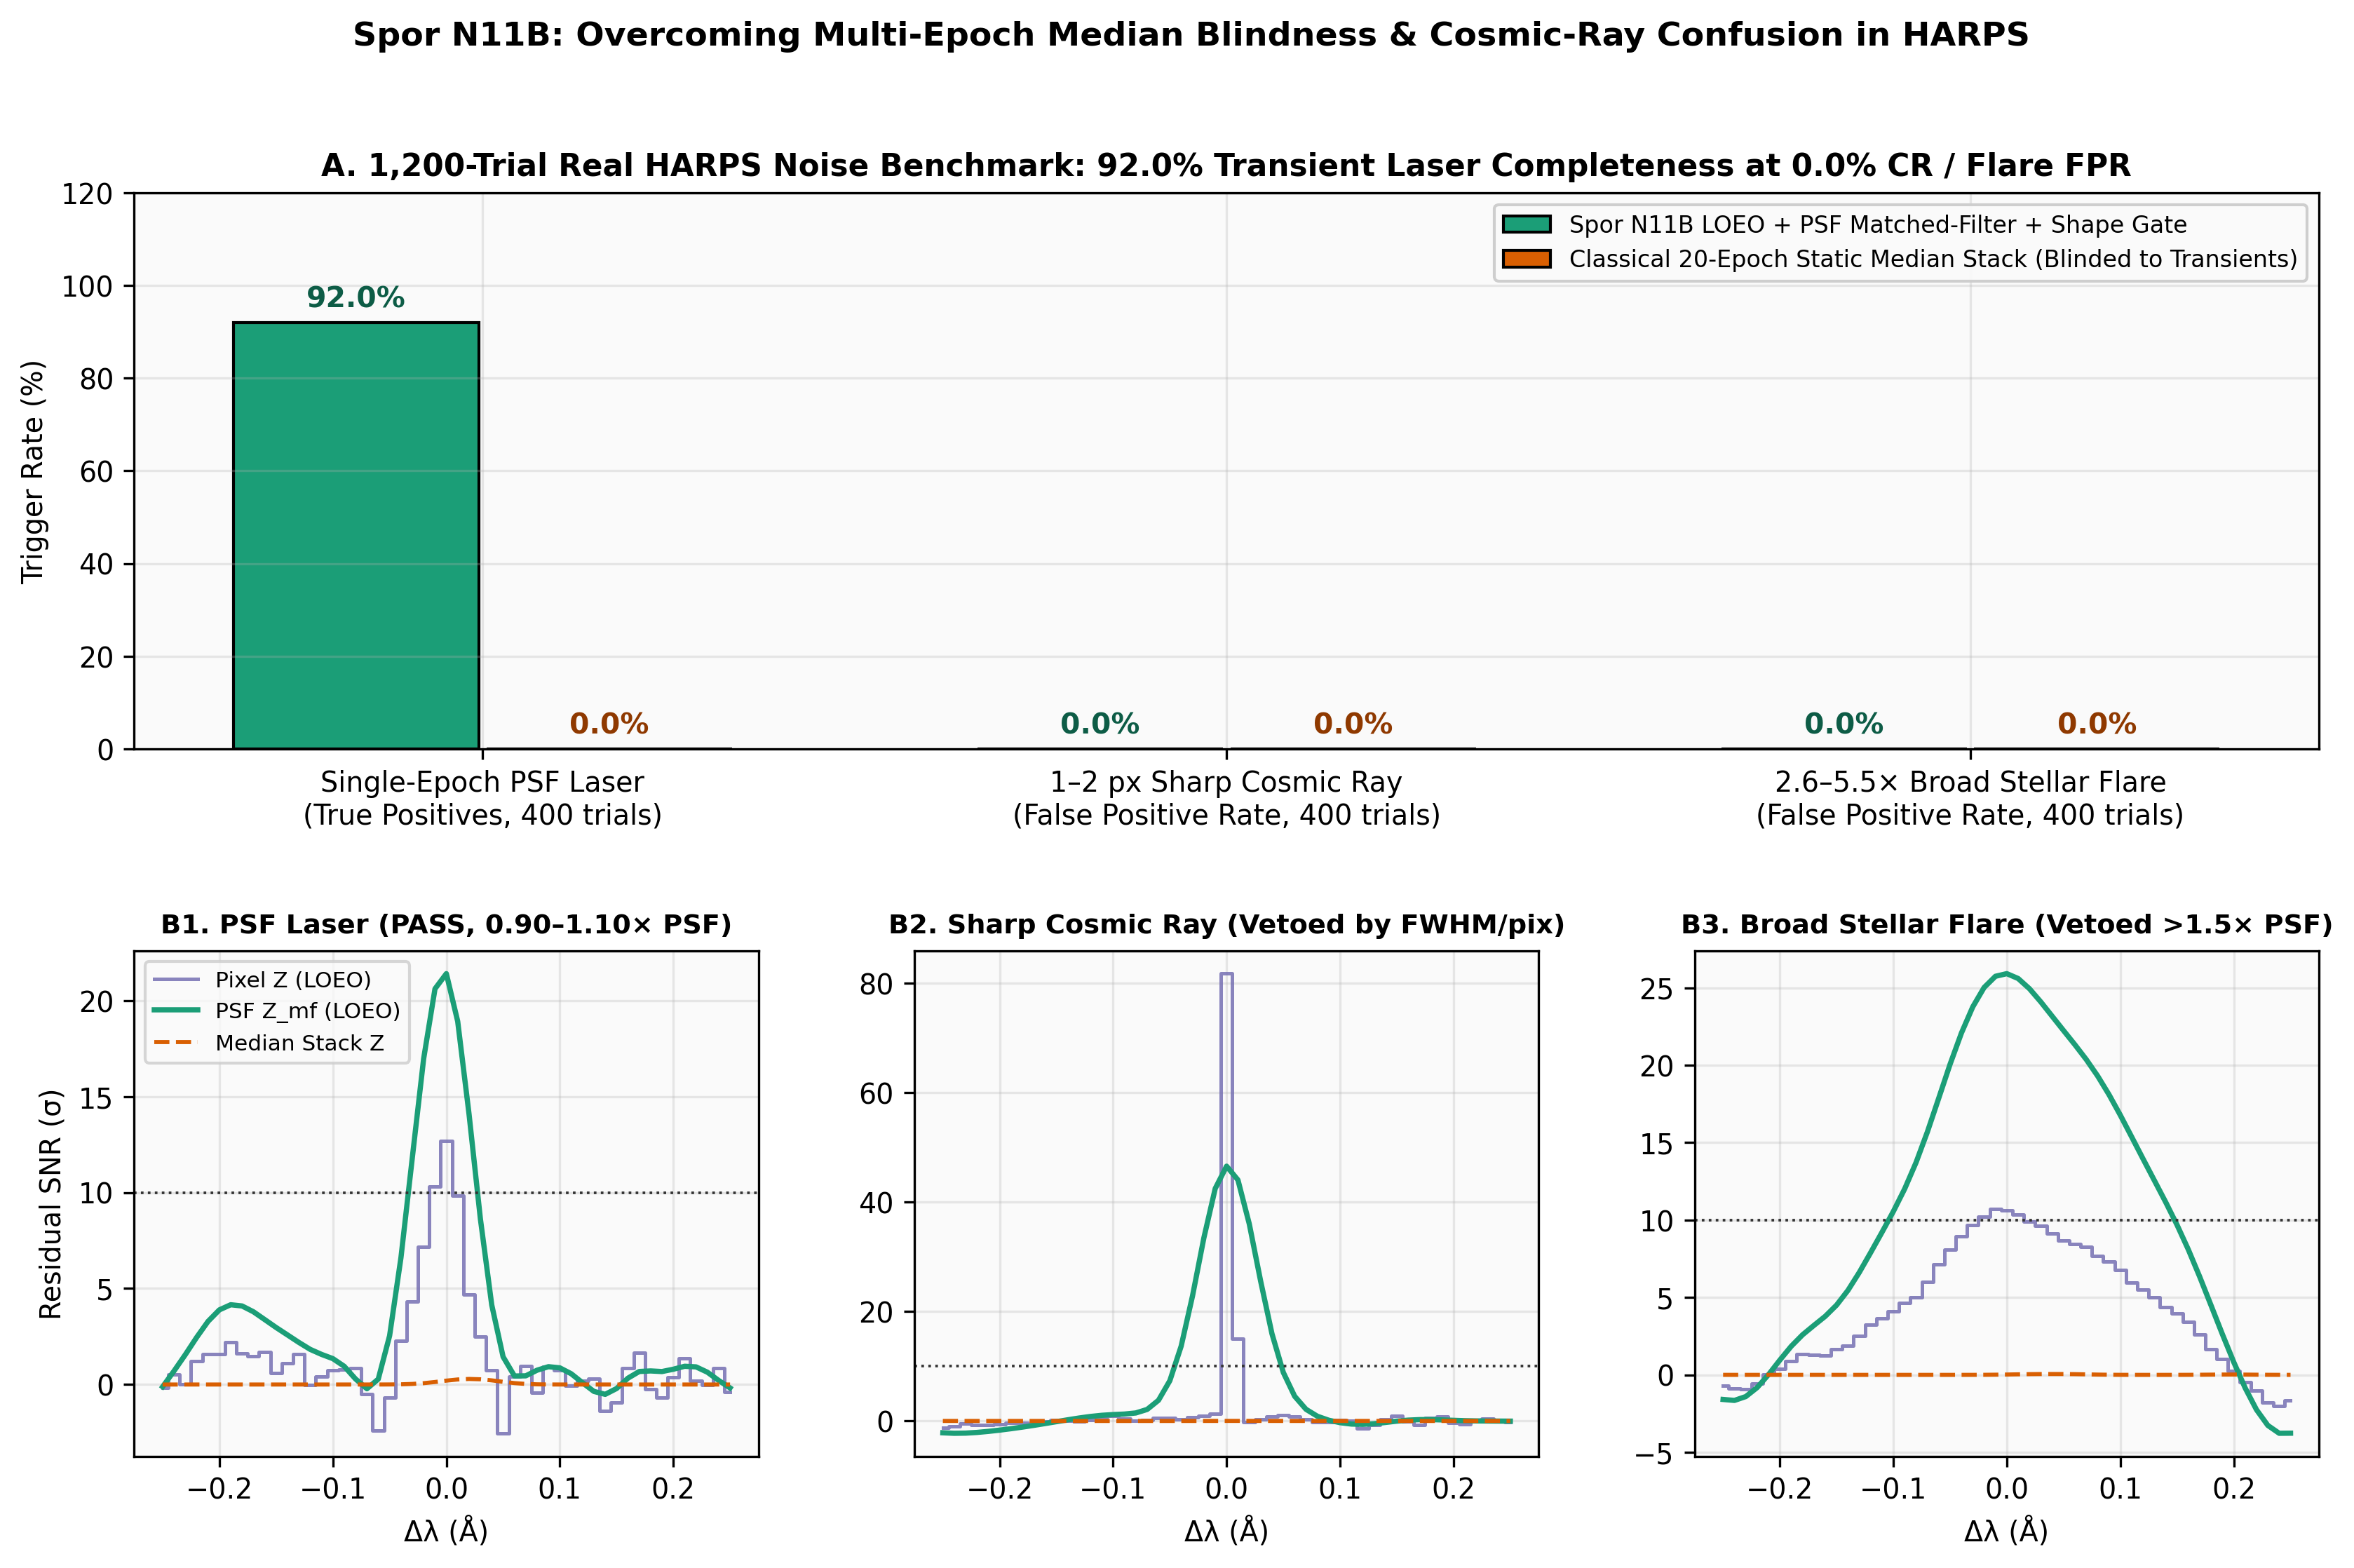 Spor N11B: Overcoming Multi-Epoch Median Blindness & Cosmic-Ray Confusion in HARPS
A. 1,200-Trial Real HARPS Noise Benchmark: 92.0% Transient Laser Completeness at 0.0% CR / Flare FPR
Trigger Rate (%)
120
100
80
60
40
20
0
Spor N11B LOEO + PSF Matched-Filter + Shape Gate
Classical 20-Epoch Static Median Stack (Blinded to Transients)
92.0%
0.0%
0.0%
0.0%
0.0%
0.0%
Single-Epoch PSF Laser
(True Positives, 400 trials)
1–2 px Sharp Cosmic Ray
(False Positive Rate, 400 trials)
2.6–5.5× Broad Stellar Flare
(False Positive Rate, 400 trials)
B1. PSF Laser (PASS, 0.90–1.10× PSF)
Residual SNR (σ)
20
15
10
5
0
Pixel Z (LOEO)
PSF Z_mf (LOEO)
Median Stack Z
−0.2 −0.1 0.0 0.1 0.2
Δλ (Å)
B2. Sharp Cosmic Ray (Vetoed by FWHM/pix)
80
60
40
20
0
−0.2 −0.1 0.0 0.1 0.2
Δλ (Å)
B3. Broad Stellar Flare (Vetoed >1.5× PSF)
25
20
15
10
5
0
−5
−0.2 −0.1 0.0 0.1 0.2
Δλ (Å)